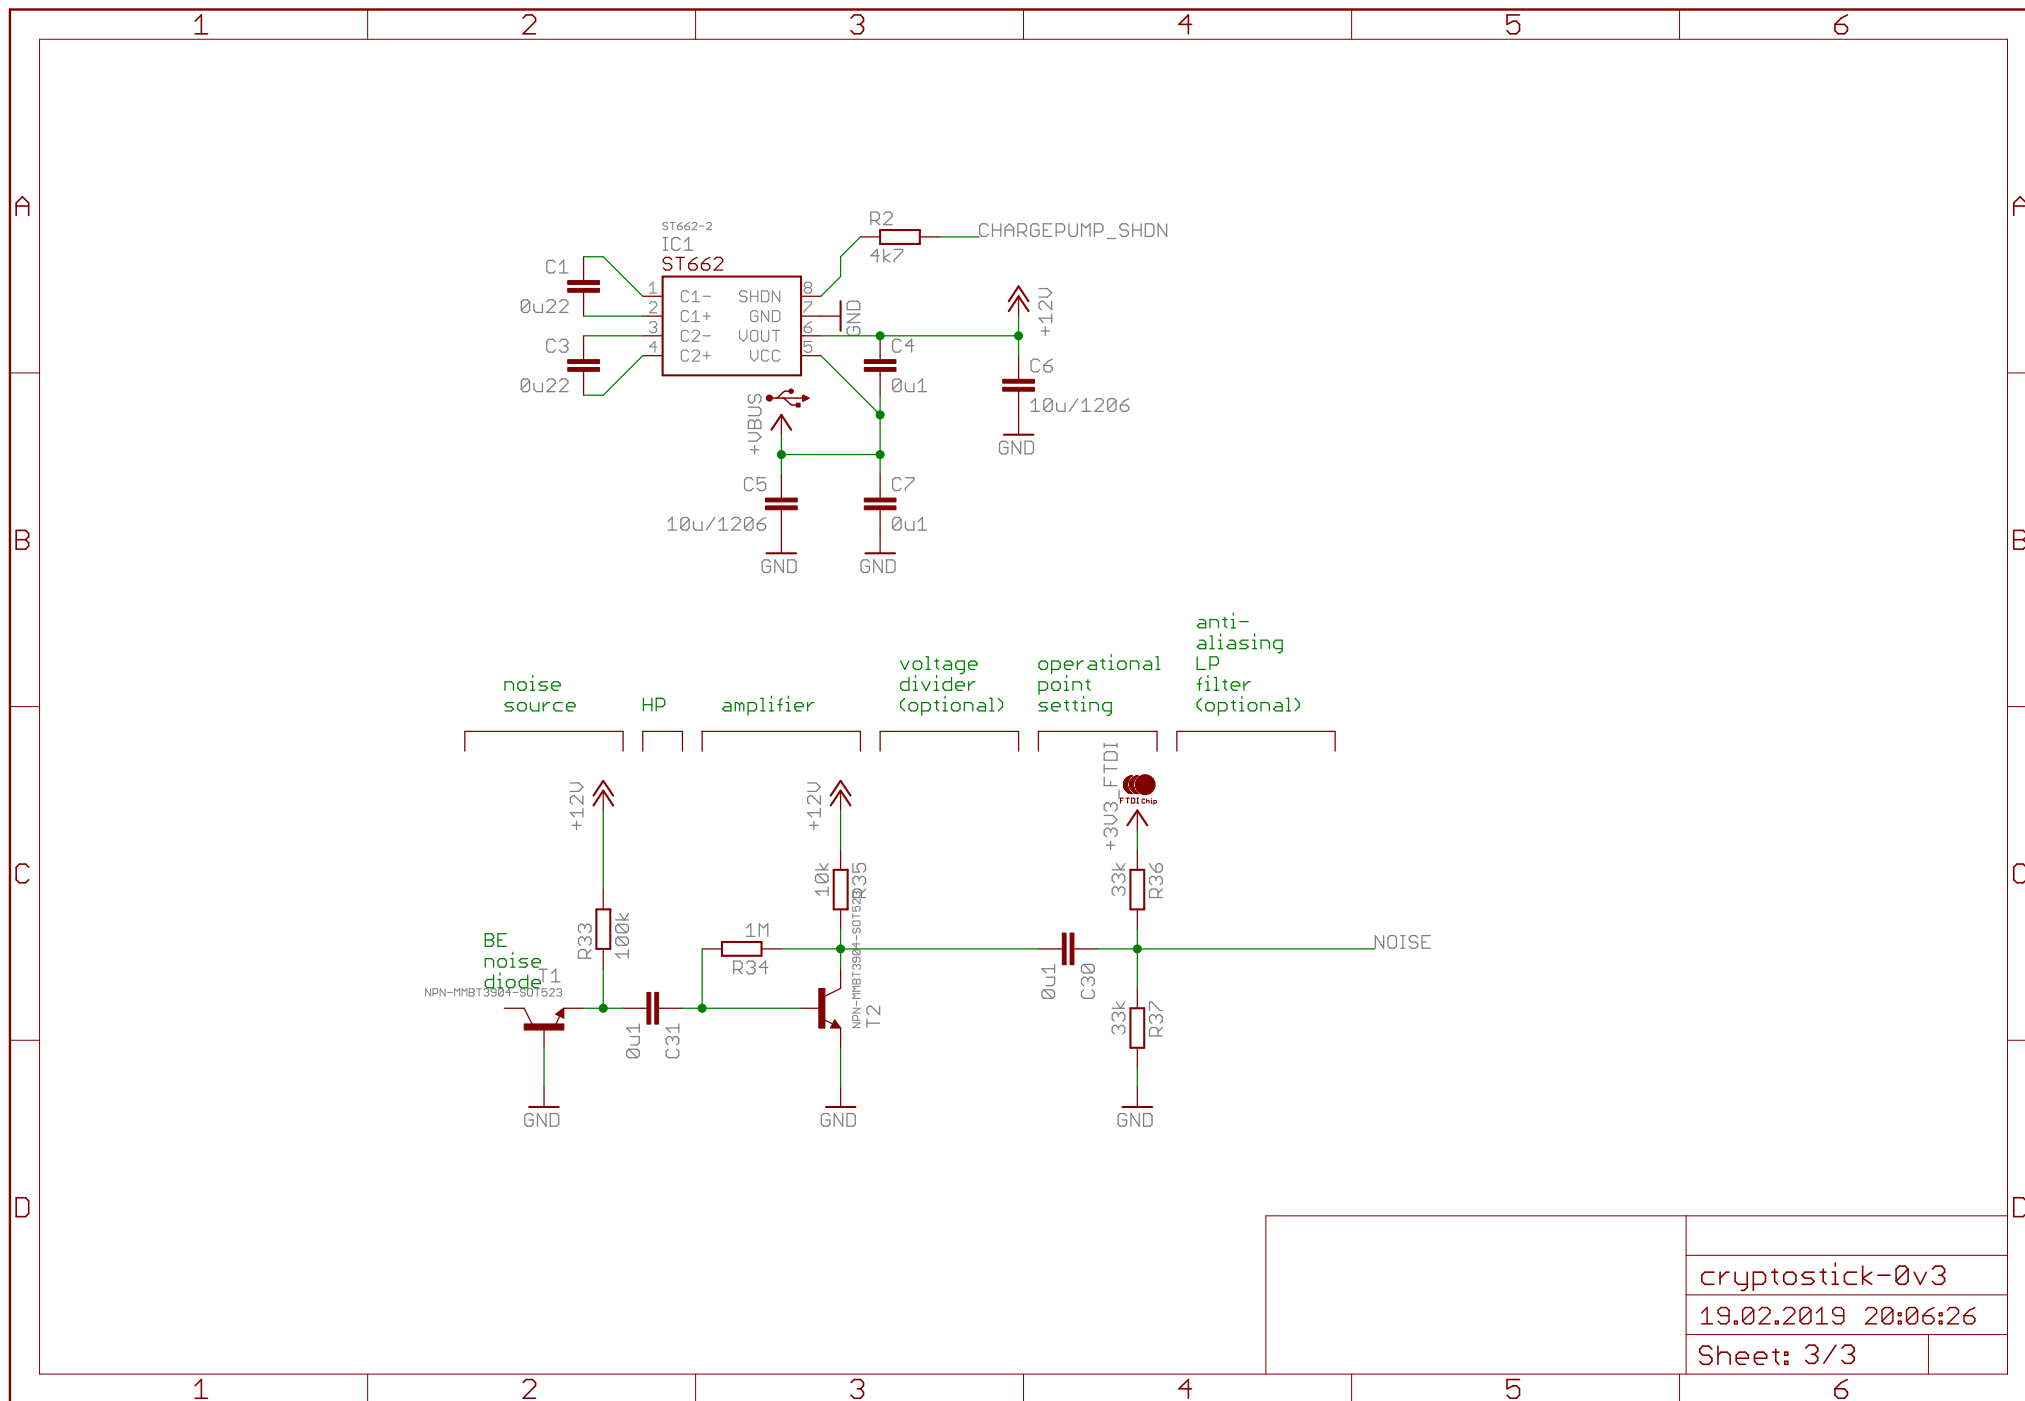 1 2 3 4 5 6
A A
ST662-2
IC1
ST662
R2
4k7
CHARGEPUMP_SHDN
C1
0u22
C3
0u22
1 C1- SHDN 8
2 C1+ GND 7
3 C2- VOUT 6
4 C2+ VCC 5
GND
+12V
C4
0u1
C6
10u/1206
GND
+VBUS
C5
10u/1206
GND
C7
0u1
GND
B B
noise
source
HP
amplifier
voltage
divider
(optional)
operational
point
setting
anti-
aliasing
LP
filter
(optional)
+12V
+12V
+3V3_FTDI
FTDI Chip
C C
R33
100k
10k
R35
33k
R36
BE
noise
diode
T1
NPN-MMBT3904-SOT523
1M
R34
NPN-MMBT3904-SOT523
T2
0u1
C31
0u1
C30
NOISE
33k
R37
GND
GND
GND
D D
cryptostick-0v3
19.02.2019 20:06:26
Sheet: 3/3
1 2 3 4 5 6